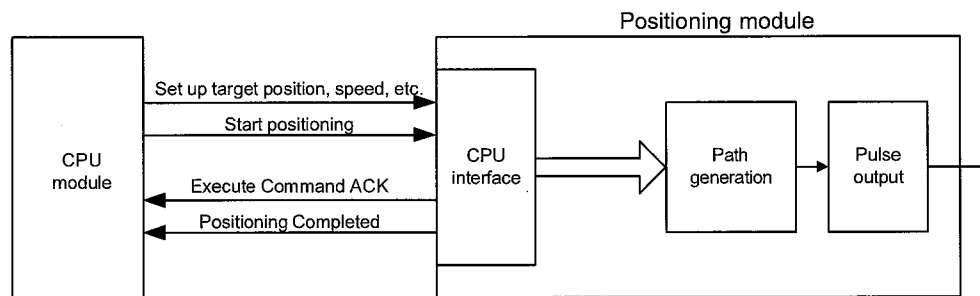 Positioning module
Set up target position, speed, etc.
Start positioning
CPU
module
Execute Command ACK
Positioning Completed
CPU
interface
Path
generation
Pulse
output